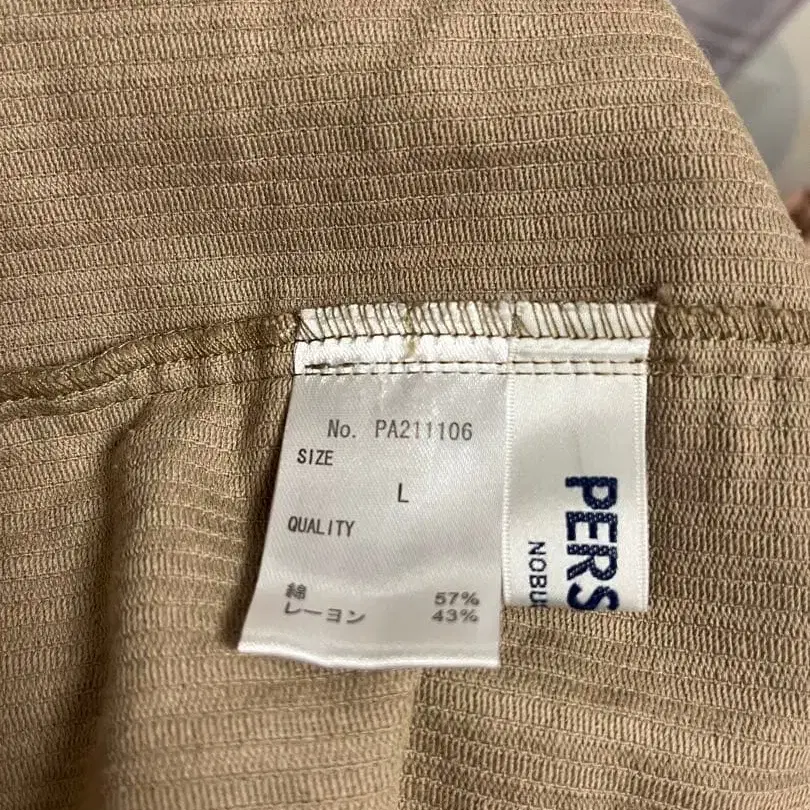 No. PA211106
SIZE
L
QUALITY
綿 57%
レーヨン 43%
PERS
NOBU